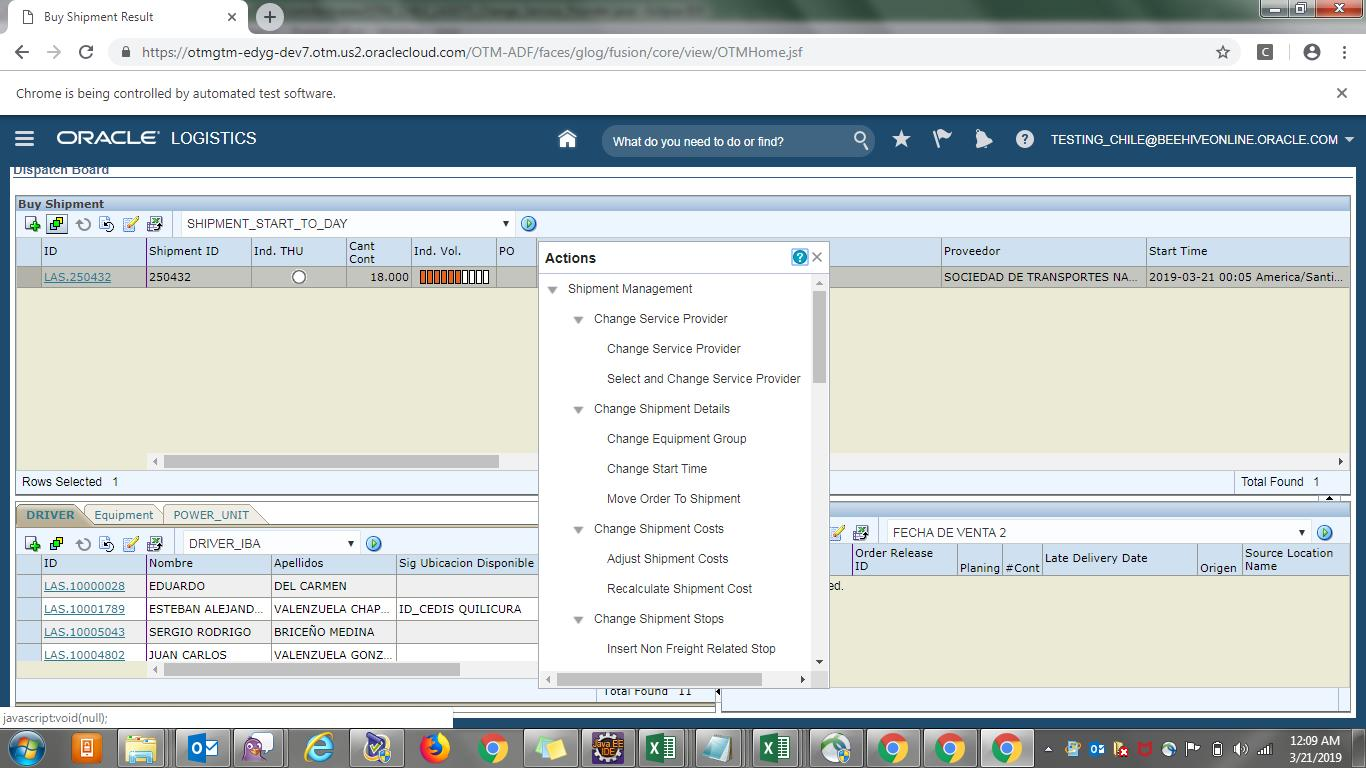 Buy Shipment Result
https://otmgtm-edyg-dev7.otm.us2.oraclecloud.com/OTM-ADF/faces/glog/fusion/core/view/OTMHome.jsf
Chrome is being controlled by automated test software.
ORACLE LOGISTICS
What do you need to do or find?
TESTING_CHILE@BEEHIVEONLINE.ORACLE.COM
Dispatch Board
Buy Shipment
SHIPMENT_START_TO_DAY
ID Shipment ID Ind. THU Cant Cont Ind. Vol. PO Proveedor Start Time
LAS.250432 250432 18.000 SOCIEDAD DE TRANSPORTES NA... 2019-03-21 00:05 America/Santi...
Rows Selected 1
Total Found 1
Actions
Shipment Management
Change Service Provider
Change Service Provider
Select and Change Service Provider
Change Shipment Details
Change Equipment Group
Change Start Time
Move Order To Shipment
Change Shipment Costs
Adjust Shipment Costs
Recalculate Shipment Cost
Change Shipment Stops
Insert Non Freight Related Stop
DRIVER Equipment POWER_UNIT
DRIVER_IBA
ID Nombre Apellidos Sig Ubicacion Disponible
LAS.10000028 EDUARDO DEL CARMEN
LAS.10001789 ESTEBAN ALEJAND... VALENZUELA CHAP... ID_CEDIS QUILICURA
LAS.10005043 SERGIO RODRIGO BRICEÑO MEDINA
LAS.10004802 JUAN CARLOS VALENZUELA GONZ...
Total Found 11
FECHA DE VENTA 2
Order Release ID Planing #Cont Late Delivery Date Origen Source Location Name
ed.
javascript:void(null);
12:09 AM
3/21/2019